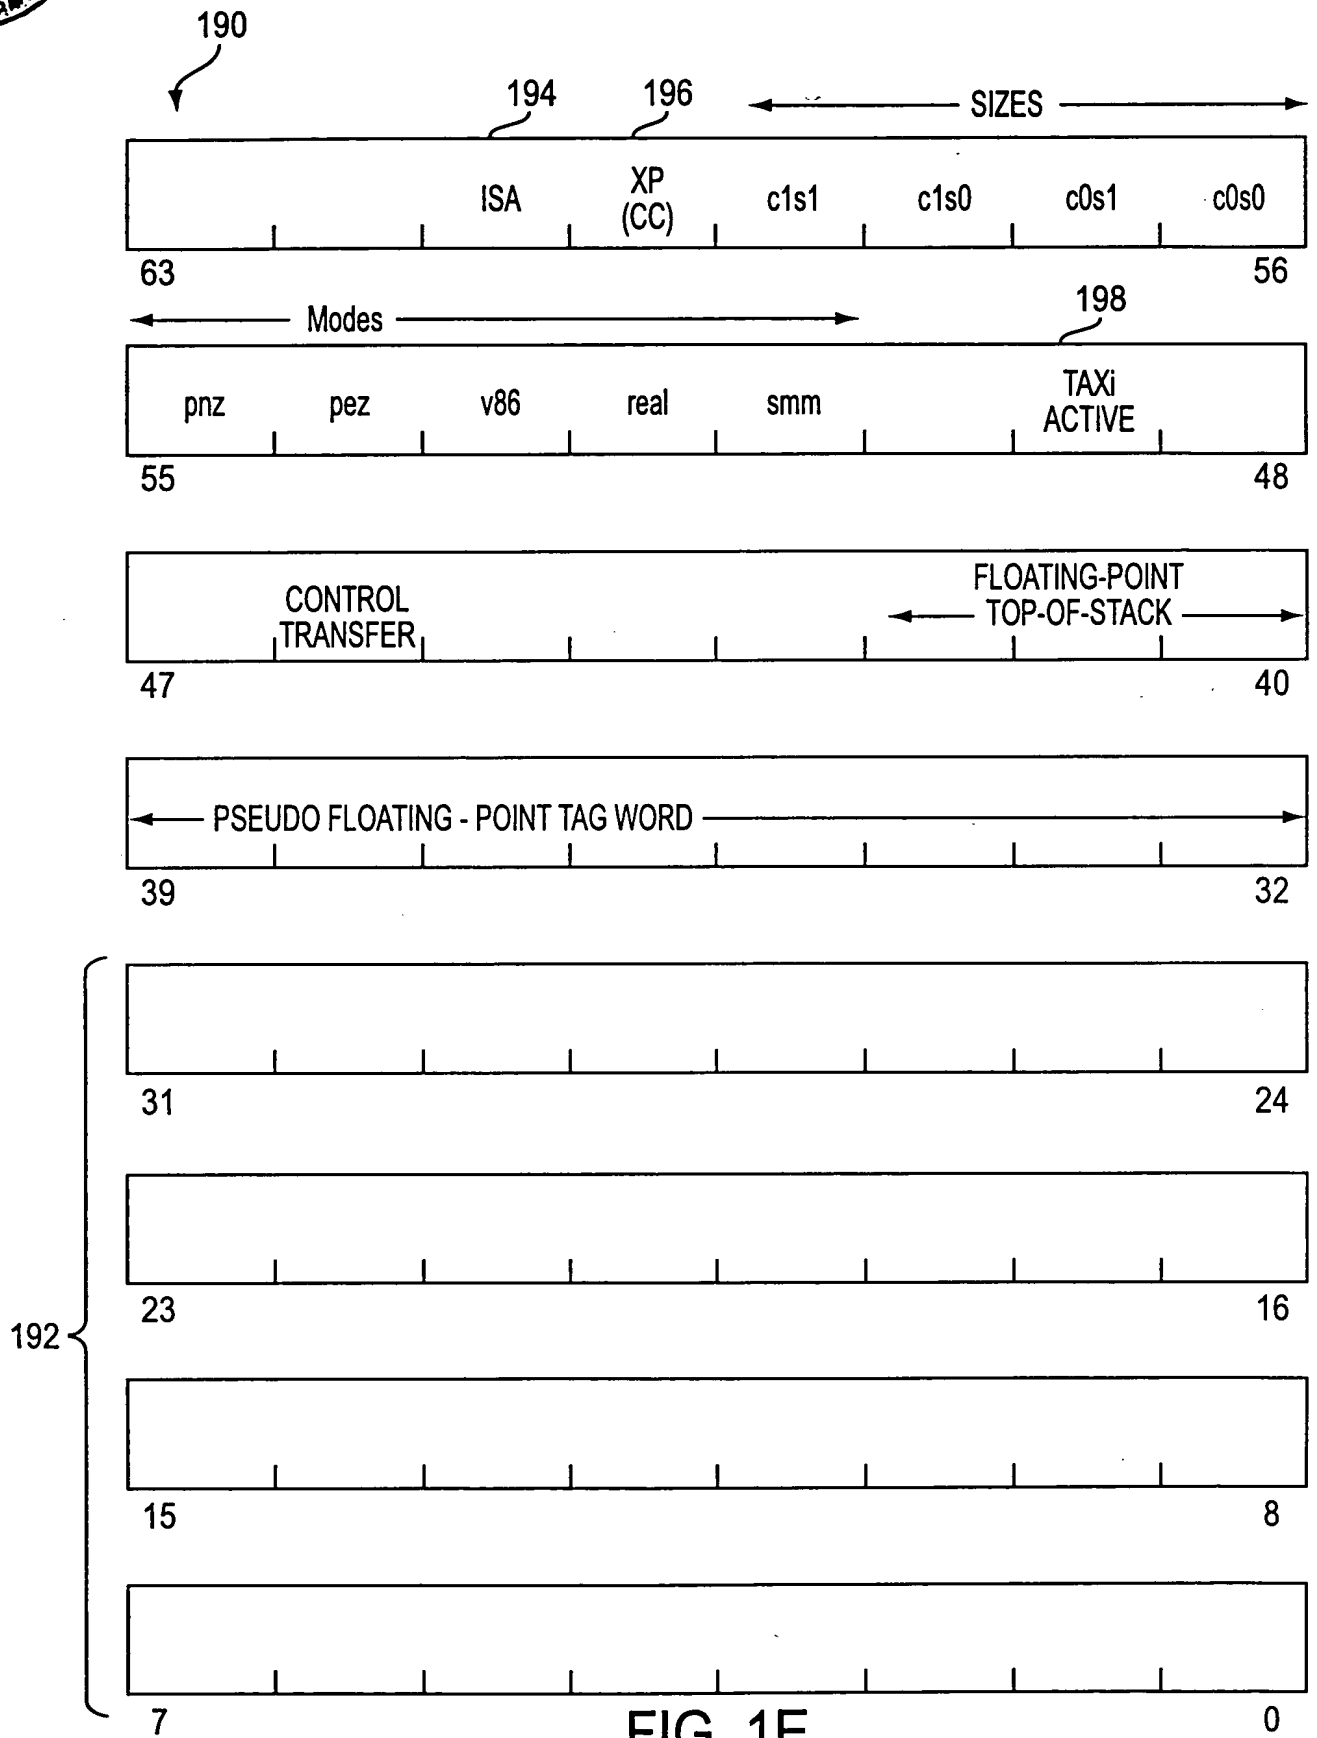 190
194 196 SIZES
ISA XP (CC) c1s1 c1s0 c0s1 c0s0
63 56
Modes 198
pnz pez v86 real smm TAXi ACTIVE
55 48
CONTROL TRANSFER FLOATING-POINT TOP-OF-STACK
47 40
PSEUDO FLOATING - POINT TAG WORD
39 32
31 24
23 16
192
15 8
7 0
FIG.